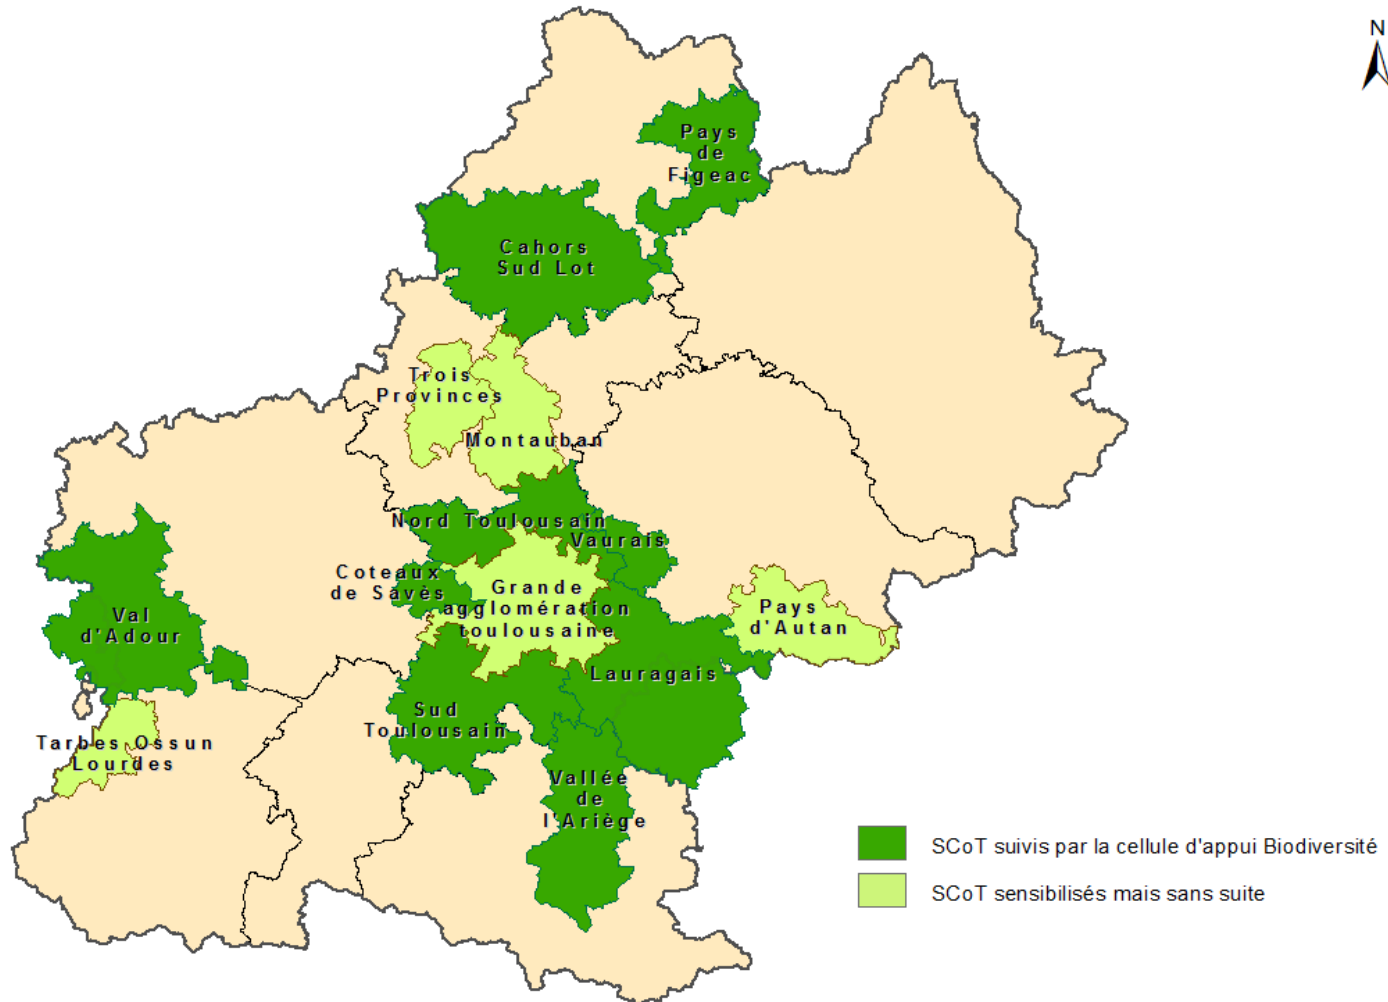 N
Pays
de
Figeac
Cahors
Sud Lot
Trois
Provinces
Montauban
Nord Toulousain
Vaurais
Coteaux
de Savès
Grande
agglomération
toulousaine
Pays
d'Autan
Val
d'Adour
Lauragais
Sud
Toulousain
Tarbes Ossun
Lourdes
Vallée
de
l'Ariège
SCoT suivis par la cellule d'appui Biodiversité
SCoT sensibilisés mais sans suite